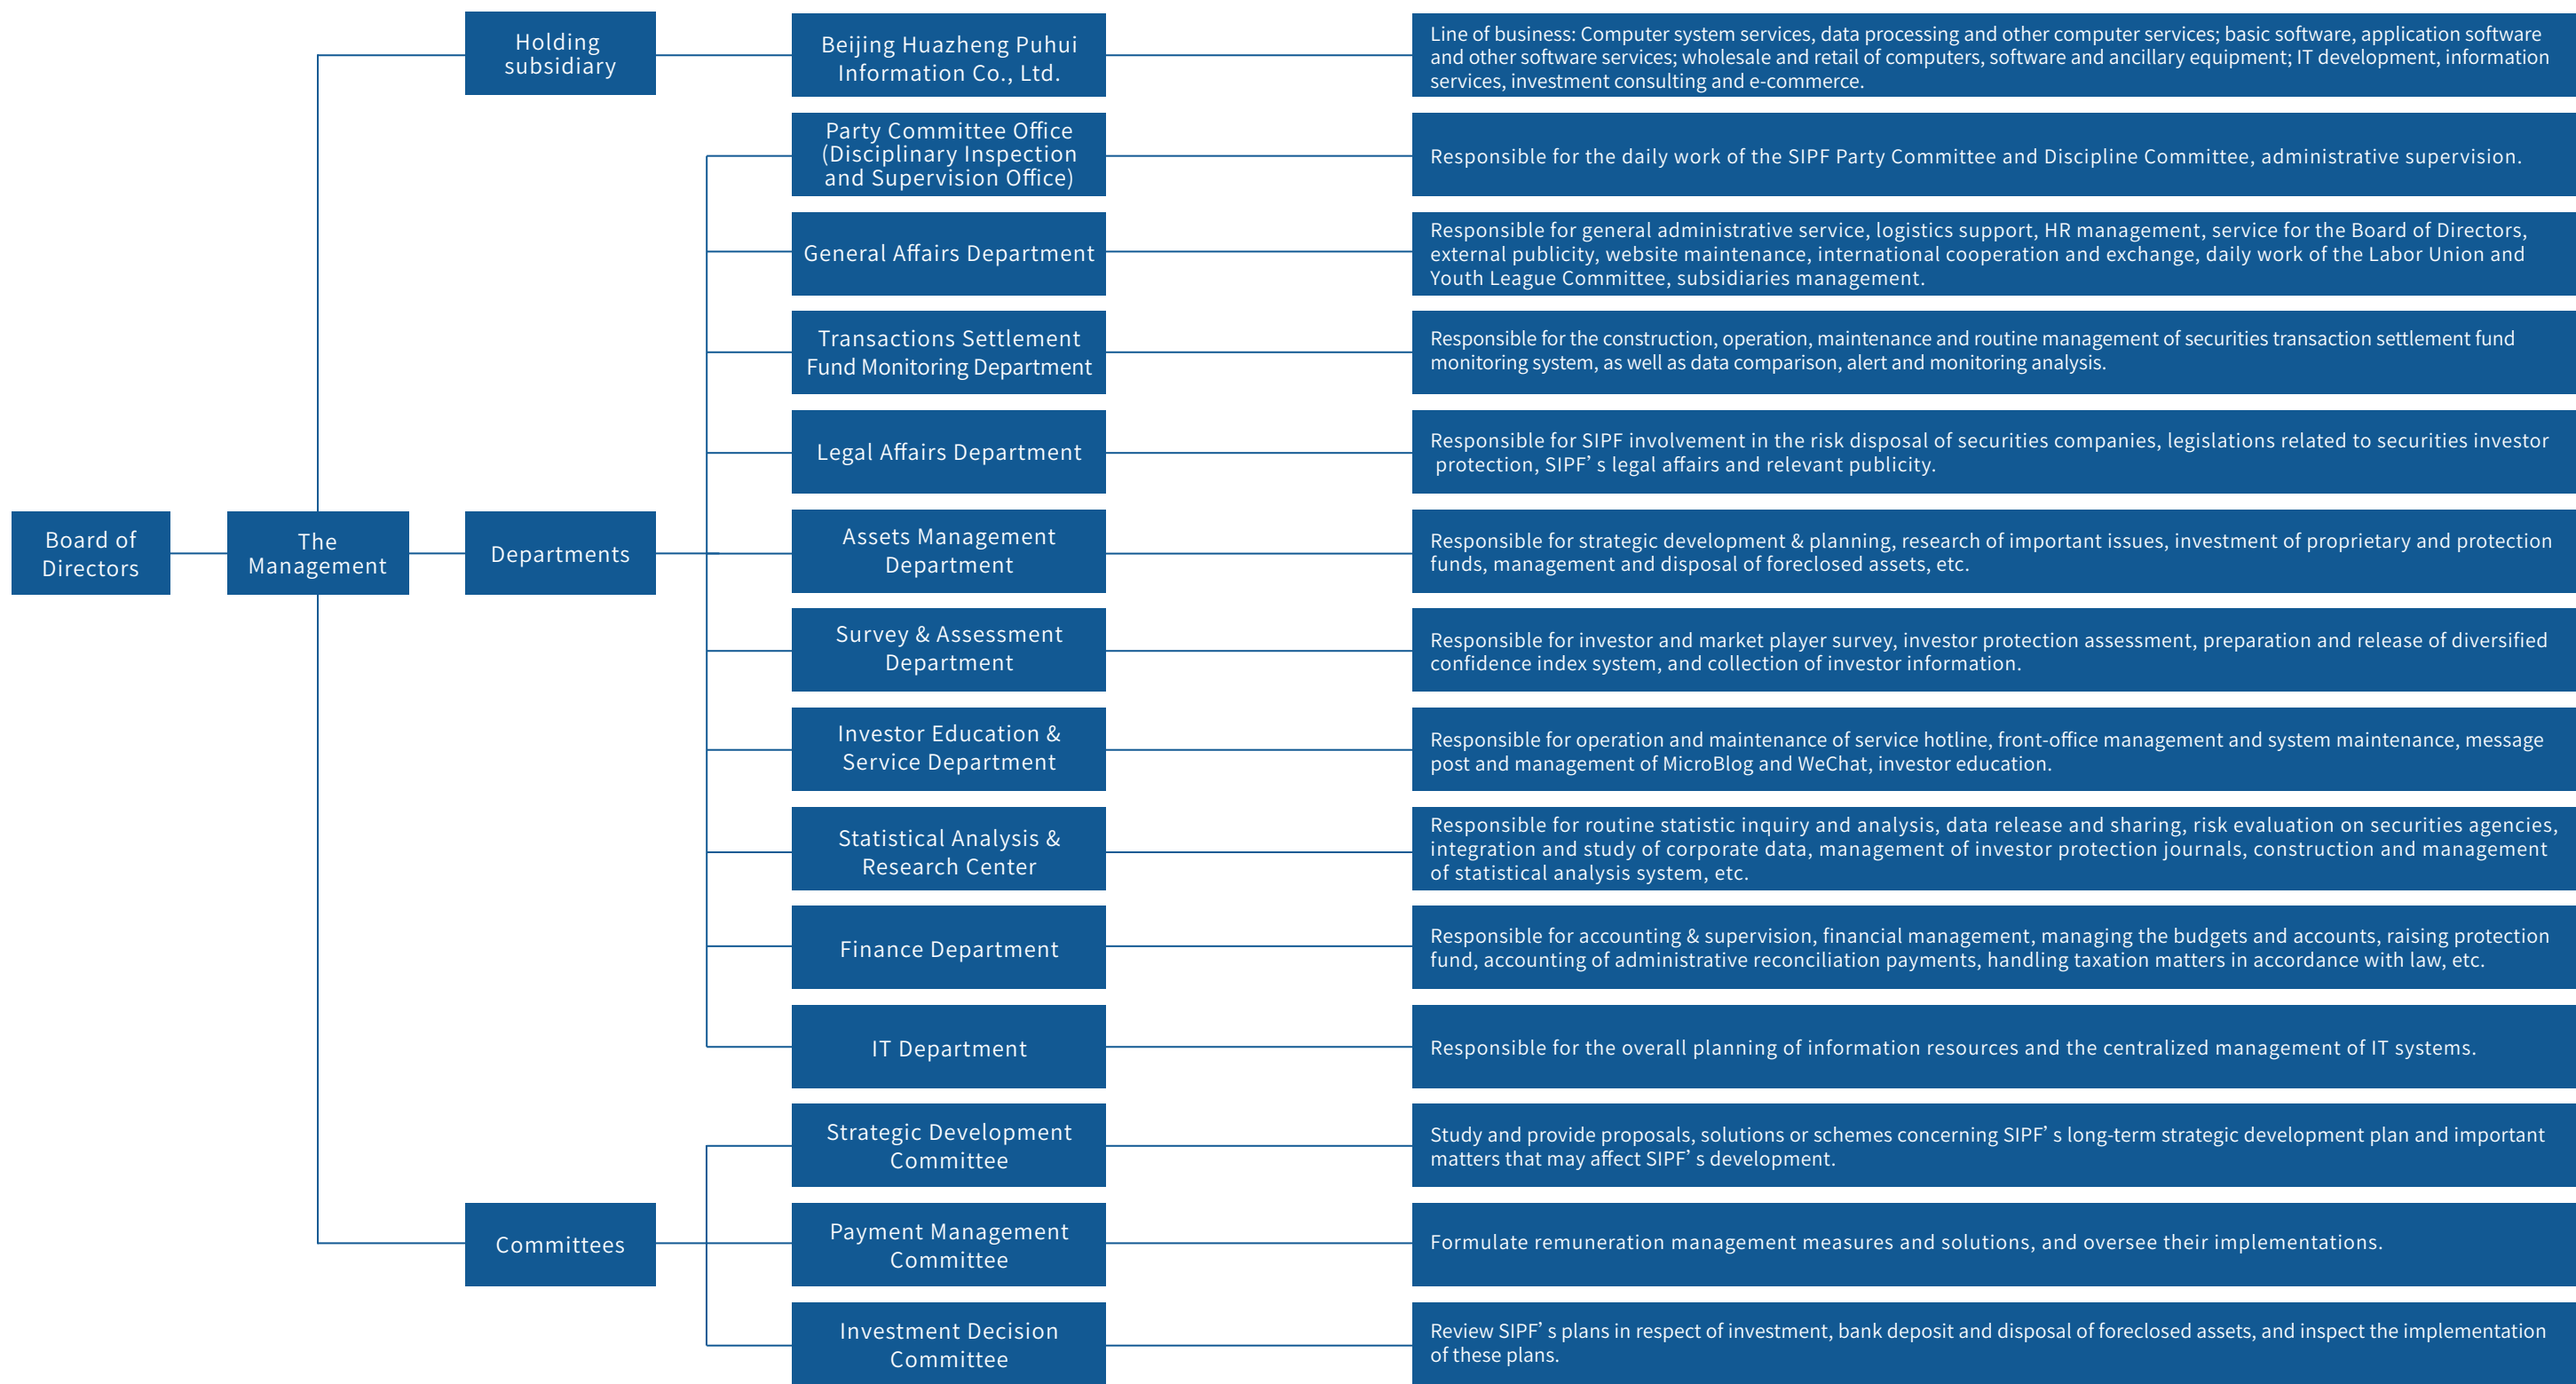 Holding
subsidiary
Beijing Huazheng Puhui
Information Co., Ltd.
Line of business: Computer system services, data processing and other computer services; basic software, application software
and other software services; wholesale and retail of computers, software and ancillary equipment; IT development, information
services, investment consulting and e-commerce.
Party Committee Office
(Disciplinary Inspection
and Supervision Office)
Responsible for the daily work of the SIPF Party Committee and Discipline Committee, administrative supervision.
General Affairs Department
Responsible for general administrative service, logistics support, HR management, service for the Board of Directors,
external publicity, website maintenance, international cooperation and exchange, daily work of the Labor Union and
Youth League Committee, subsidiaries management.
Transactions Settlement
Fund Monitoring Department
Responsible for the construction, operation, maintenance and routine management of securities transaction settlement fund
monitoring system, as well as data comparison, alert and monitoring analysis.
Legal Affairs Department
Responsible for SIPF involvement in the risk disposal of securities companies, legislations related to securities investor
protection, SIPF’s legal affairs and relevant publicity.
Board of
Directors
The
Management
Departments
Assets Management
Department
Responsible for strategic development & planning, research of important issues, investment of proprietary and protection
funds, management and disposal of foreclosed assets, etc.
Survey & Assessment
Department
Responsible for investor and market player survey, investor protection assessment, preparation and release of diversified
confidence index system, and collection of investor information.
Investor Education &
Service Department
Responsible for operation and maintenance of service hotline, front-office management and system maintenance, message
post and management of MicroBlog and WeChat, investor education.
Statistical Analysis &
Research Center
Responsible for routine statistic inquiry and analysis, data release and sharing, risk evaluation on securities agencies,
integration and study of corporate data, management of investor protection journals, construction and management
of statistical analysis system, etc.
Finance Department
Responsible for accounting & supervision, financial management, managing the budgets and accounts, raising protection
fund, accounting of administrative reconciliation payments, handling taxation matters in accordance with law, etc.
IT Department
Responsible for the overall planning of information resources and the centralized management of IT systems.
Strategic Development
Committee
Study and provide proposals, solutions or schemes concerning SIPF’s long-term strategic development plan and important
matters that may affect SIPF’s development.
Committees
Payment Management
Committee
Formulate remuneration management measures and solutions, and oversee their implementations.
Investment Decision
Committee
Review SIPF’s plans in respect of investment, bank deposit and disposal of foreclosed assets, and inspect the implementation
of these plans.